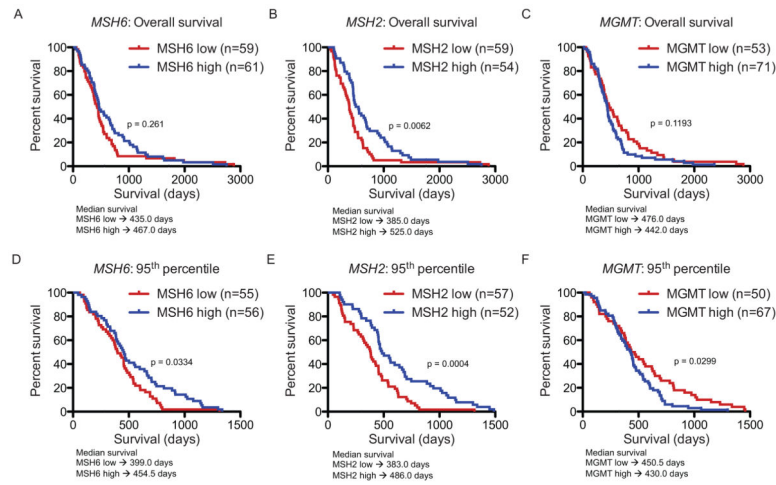 A
MSH6: Overall survival
MSH6 low (n=59)
MSH6 high (n=61)
Percent survival
100
80
60
40
20
0
p = 0.261
0 1000 2000 3000
Survival (days)
Median survival
MSH6 low → 435.0 days
MSH6 high → 467.0 days
B
MSH2: Overall survival
MSH2 low (n=59)
MSH2 high (n=54)
Percent survival
100
80
60
40
20
0
p = 0.0062
0 1000 2000 3000
Survival (days)
Median survival
MSH2 low → 385.0 days
MSH2 high → 525.0 days
C
MGMT: Overall survival
MGMT low (n=53)
MGMT high (n=71)
Percent survival
100
80
60
40
20
0
p = 0.1193
0 1000 2000 3000
Survival (days)
Median survival
MGMT low → 476.0 days
MGMT high → 442.0 days
D
MSH6: 95th percentile
MSH6 low (n=55)
MSH6 high (n=56)
Percent survival
100
80
60
40
20
0
p = 0.0334
0 500 1000 1500
Survival (days)
Median survival
MSH6 low → 399.0 days
MSH6 high → 454.5 days
E
MSH2: 95th percentile
MSH2 low (n=57)
MSH2 high (n=52)
Percent survival
100
80
60
40
20
0
p = 0.0004
0 500 1000 1500
Survival (days)
Median survival
MSH2 low → 383.0 days
MSH2 high → 486.0 days
F
MGMT: 95th percentile
MGMT low (n=50)
MGMT high (n=67)
Percent survival
100
80
60
40
20
0
p = 0.0299
0 500 1000 1500
Survival (days)
Median survival
MGMT low → 450.5 days
MGMT high → 430.0 days